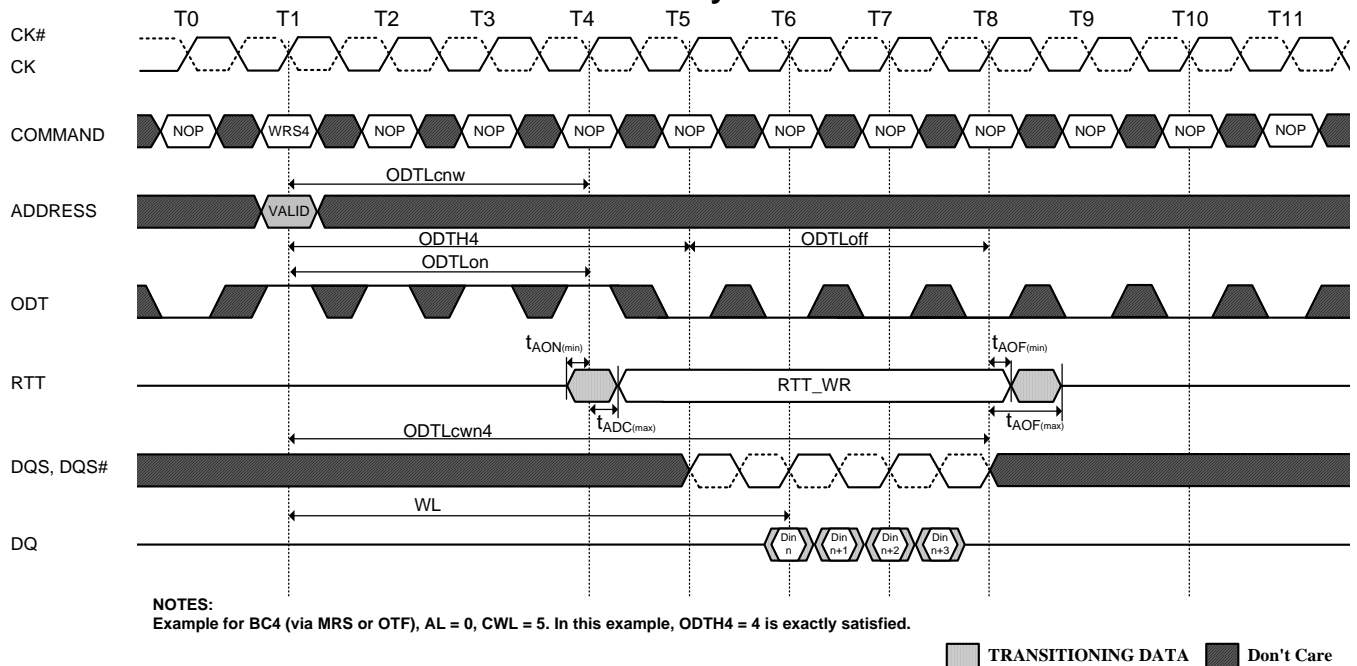 T0 T1 T2 T3 T4 T5 T6 T7 T8 T9 T10 T11
CK#
CK
COMMAND NOP WRS4 NOP NOP NOP NOP NOP NOP NOP NOP NOP NOP
ODTLcnw
ADDRESS VALID
ODTH4 ODTLoff
ODTLon
ODT
tAON(min) tAOF(min)
RTT RTT_WR
tADC(max) tAOF(max)
ODTLcwn4
DQS, DQS#
WL
DQ Din n Din n+1 Din n+2 Din n+3
NOTES:
Example for BC4 (via MRS or OTF), AL = 0, CWL = 5. In this example, ODTH4 = 4 is exactly satisfied.
TRANSITIONING DATA Don't Care